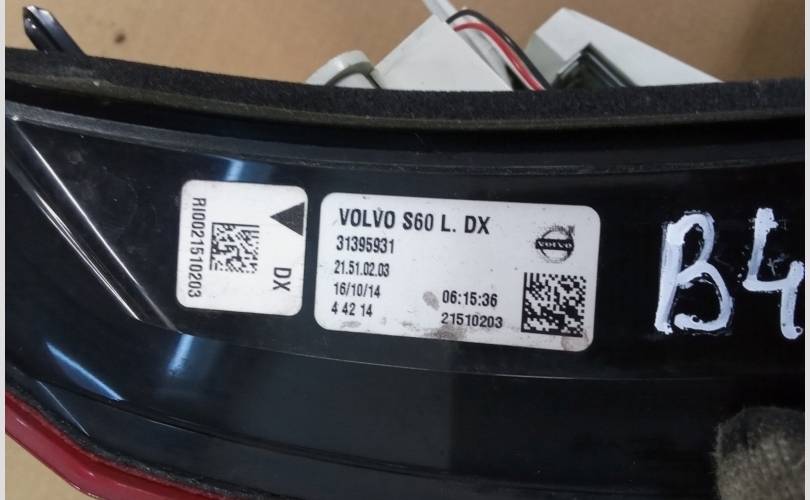 RI0021510203
DX
VOLVO S60 L. DX
31395931
VOLVO
21.51.02.03
16/10/14 06:15:36
4 42 14 21510203
B4